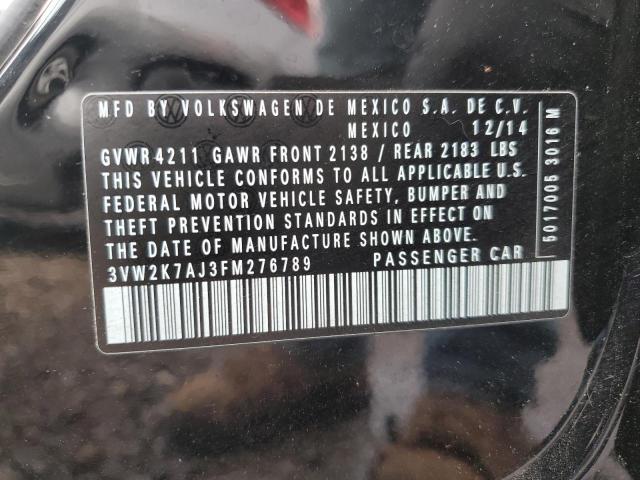 MFD BY VOLKSWAGEN DE MEXICO S.A. DE C.V.
MEXICO 12/14
GVWR 4211 GAWR FRONT 2138 / REAR 2183 LBS
THIS VEHICLE CONFORMS TO ALL APPLICABLE U.S.
FEDERAL MOTOR VEHICLE SAFETY, BUMPER AND
THEFT PREVENTION STANDARDS IN EFFECT ON
THE DATE OF MANUFACTURE SHOWN ABOVE.
3VW2K7AJ3FM276789 PASSENGER CAR
5017005 3016 M